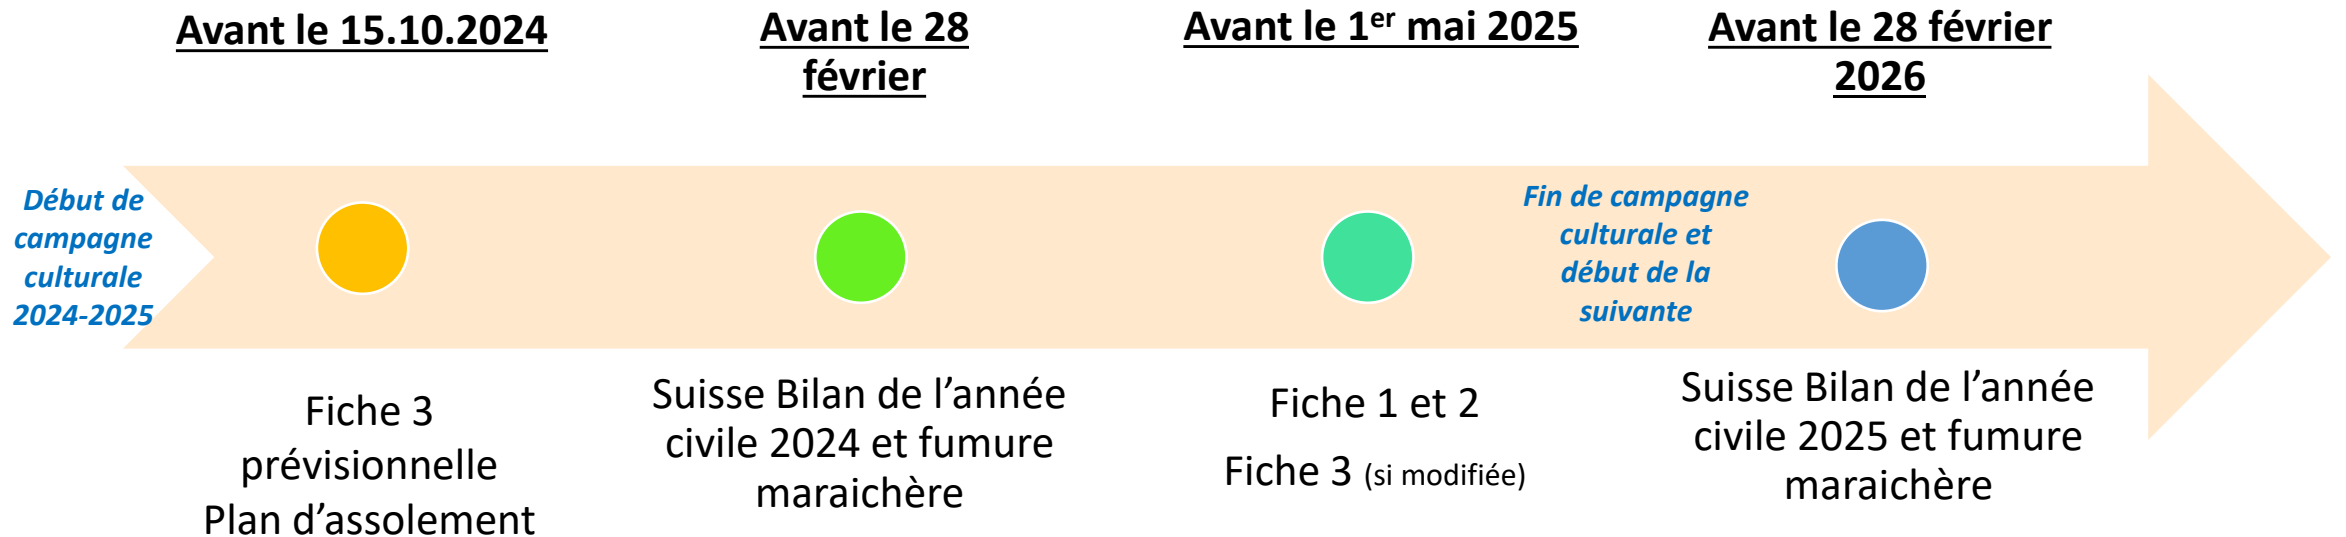 Avant le 15.10.2024
Avant le 28
février
Avant le 1er mai 2025
Avant le 28 février
2026
Début de
campagne
culturale
2024-2025
Fin de campagne
culturale et
début de la
suivante
Fiche 3
prévisionnelle
Plan d’assolement
Suisse Bilan de l’année
civile 2024 et fumure
maraichère
Fiche 1 et 2
Fiche 3 (si modifiée)
Suisse Bilan de l’année
civile 2025 et fumure
maraichère